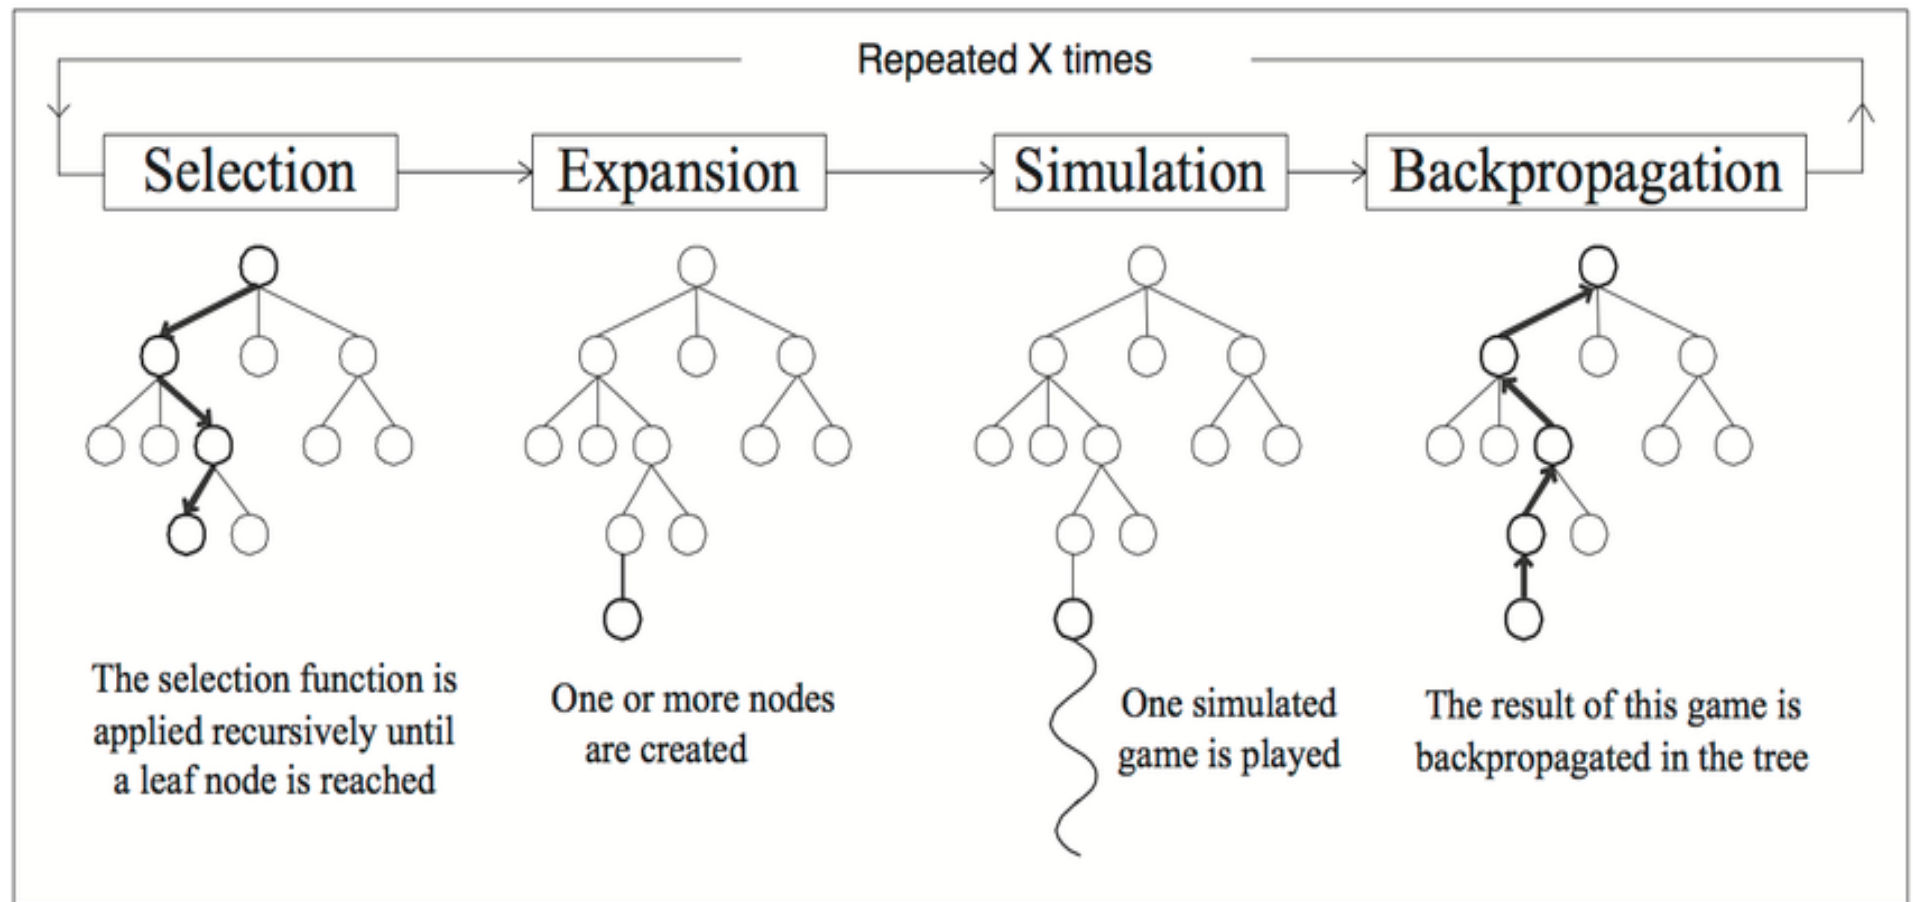 Repeated X times
Selection
Expansion
Simulation
Backpropagation
The selection function is
applied recursively until
a leaf node is reached
One or more nodes
are created
One simulated
game is played
The result of this game is
backpropagated in the tree